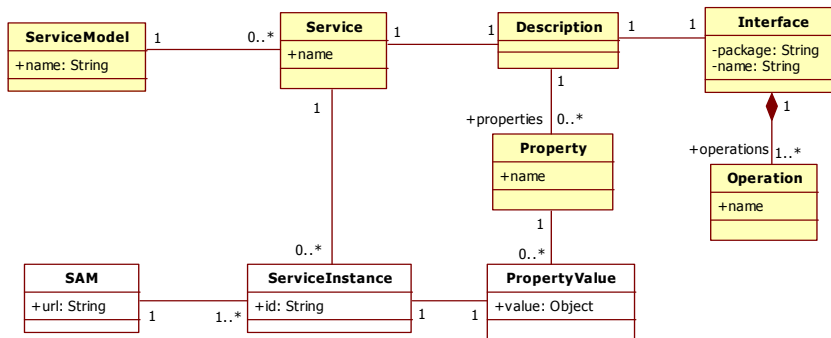 ServiceModel
+name: String
1
0..*
Service
+name
1
1
Description
1
1
Interface
-package: String
-name: String
1
1
1
+properties
0..*
+operations
1..*
Property
+name
Operation
+name
1
0..*
0..*
SAM
+url: String
1
1..*
ServiceInstance
+id: String
1
1
PropertyValue
+value: Object